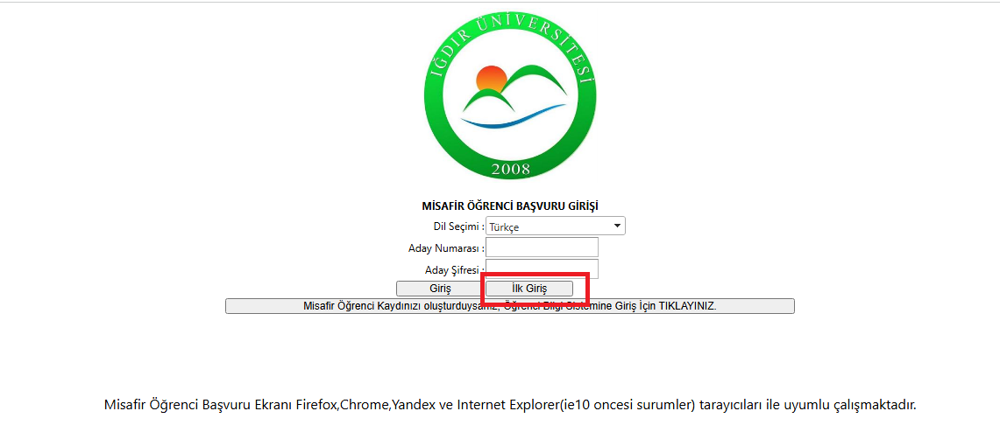 IĞDIR ÜNİVERSİTESİ
2008
MİSAFİR ÖĞRENCİ BAŞVURU GİRİŞİ
Dil Seçimi : Türkçe
Aday Numarası :
Aday Şifresi :
Giriş İlk Giriş
Misafir Öğrenci Kaydınızı oluşturduysanız, Öğrenci Bilgi Sistemine Giriş İçin TIKLAYINIZ.
Misafir Öğrenci Başvuru Ekranı Firefox,Chrome,Yandex ve Internet Explorer(ie10 oncesi surumler) tarayıcıları ile uyumlu çalışmaktadır.